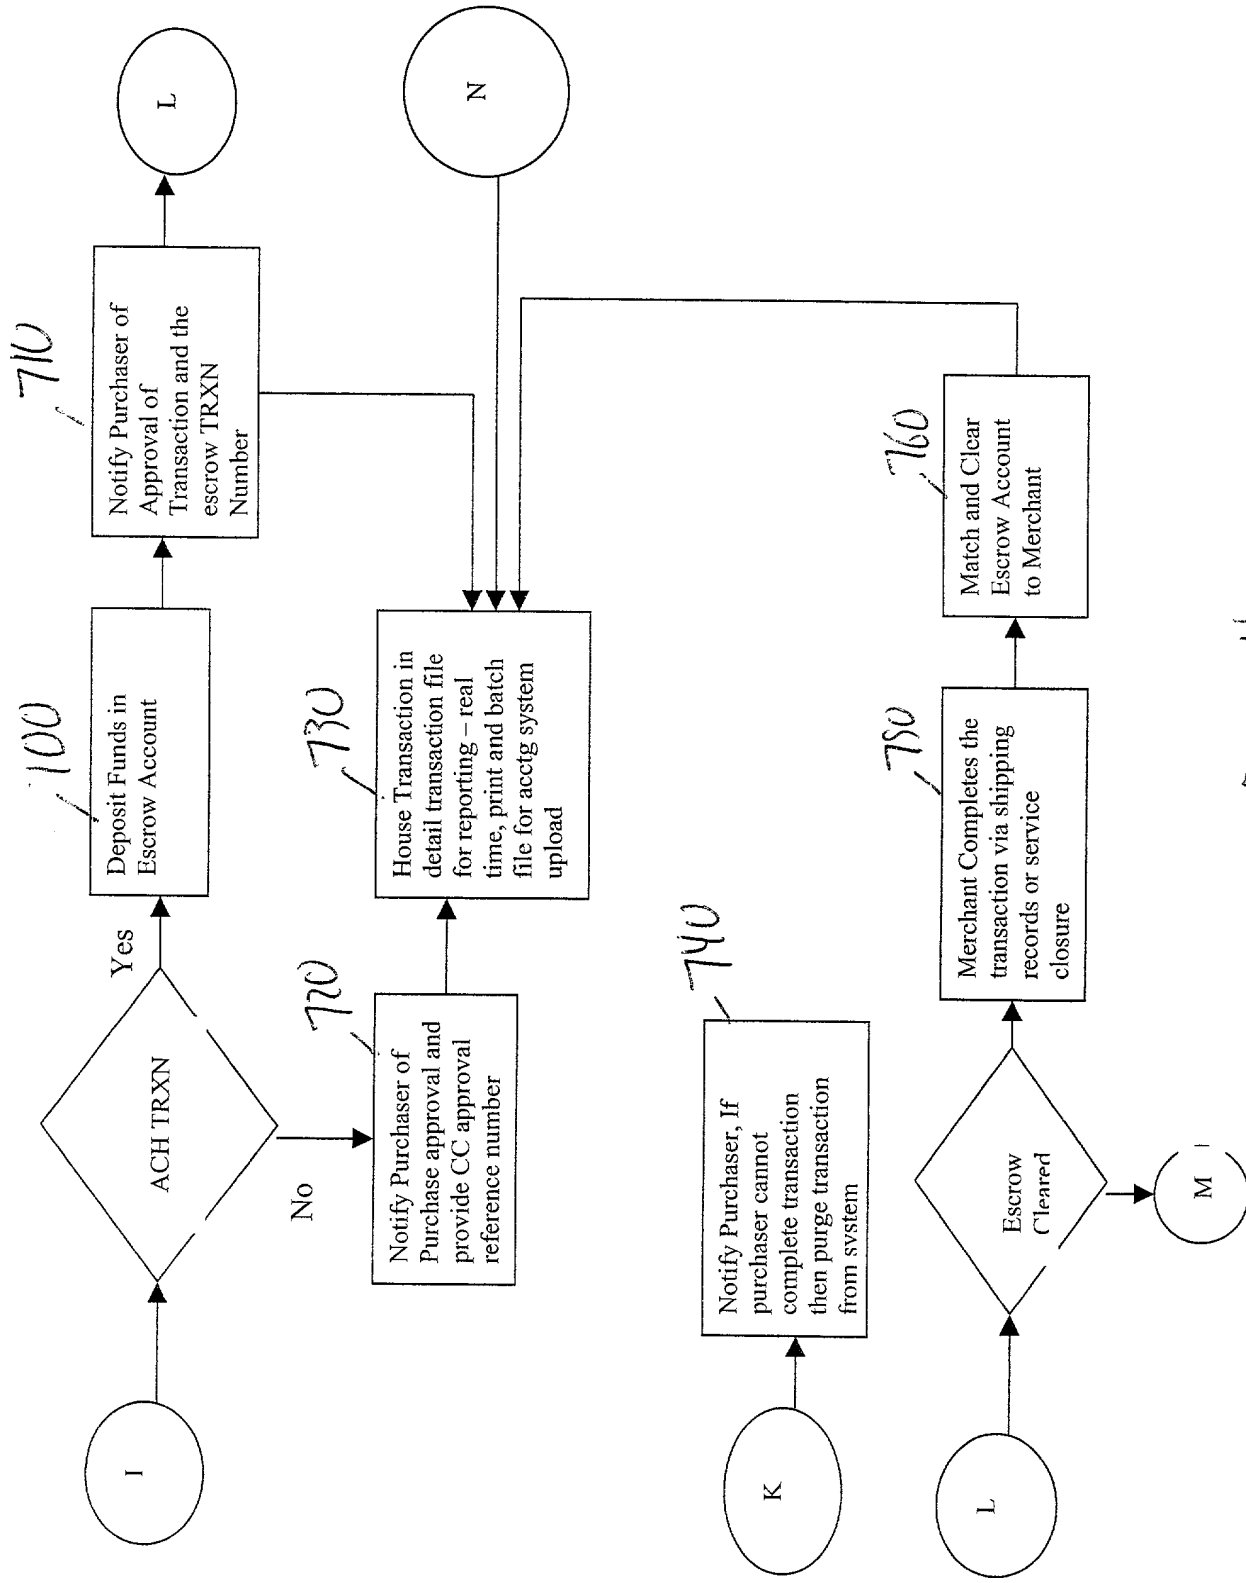 I
ACH TRXN
Yes
No
700
Deposit Funds in
Escrow Account
710
Notify Purchaser of
Approval of
Transaction and the
escrow TRXN
Number
L
720
Notify Purchaser of
Purchase approval and
provide CC approval
reference number
730
House Transaction in
detail transaction file
for reporting – real
time, print and batch
file for acctg system
upload
N
K
740
Notify Purchaser, If
purchaser cannot
complete transaction
then purge transaction
from system
L
Escrow
Cleared
M
750
Merchant Completes the
transaction via shipping
records or service
closure
760
Match and Clear
Escrow Account
to Merchant